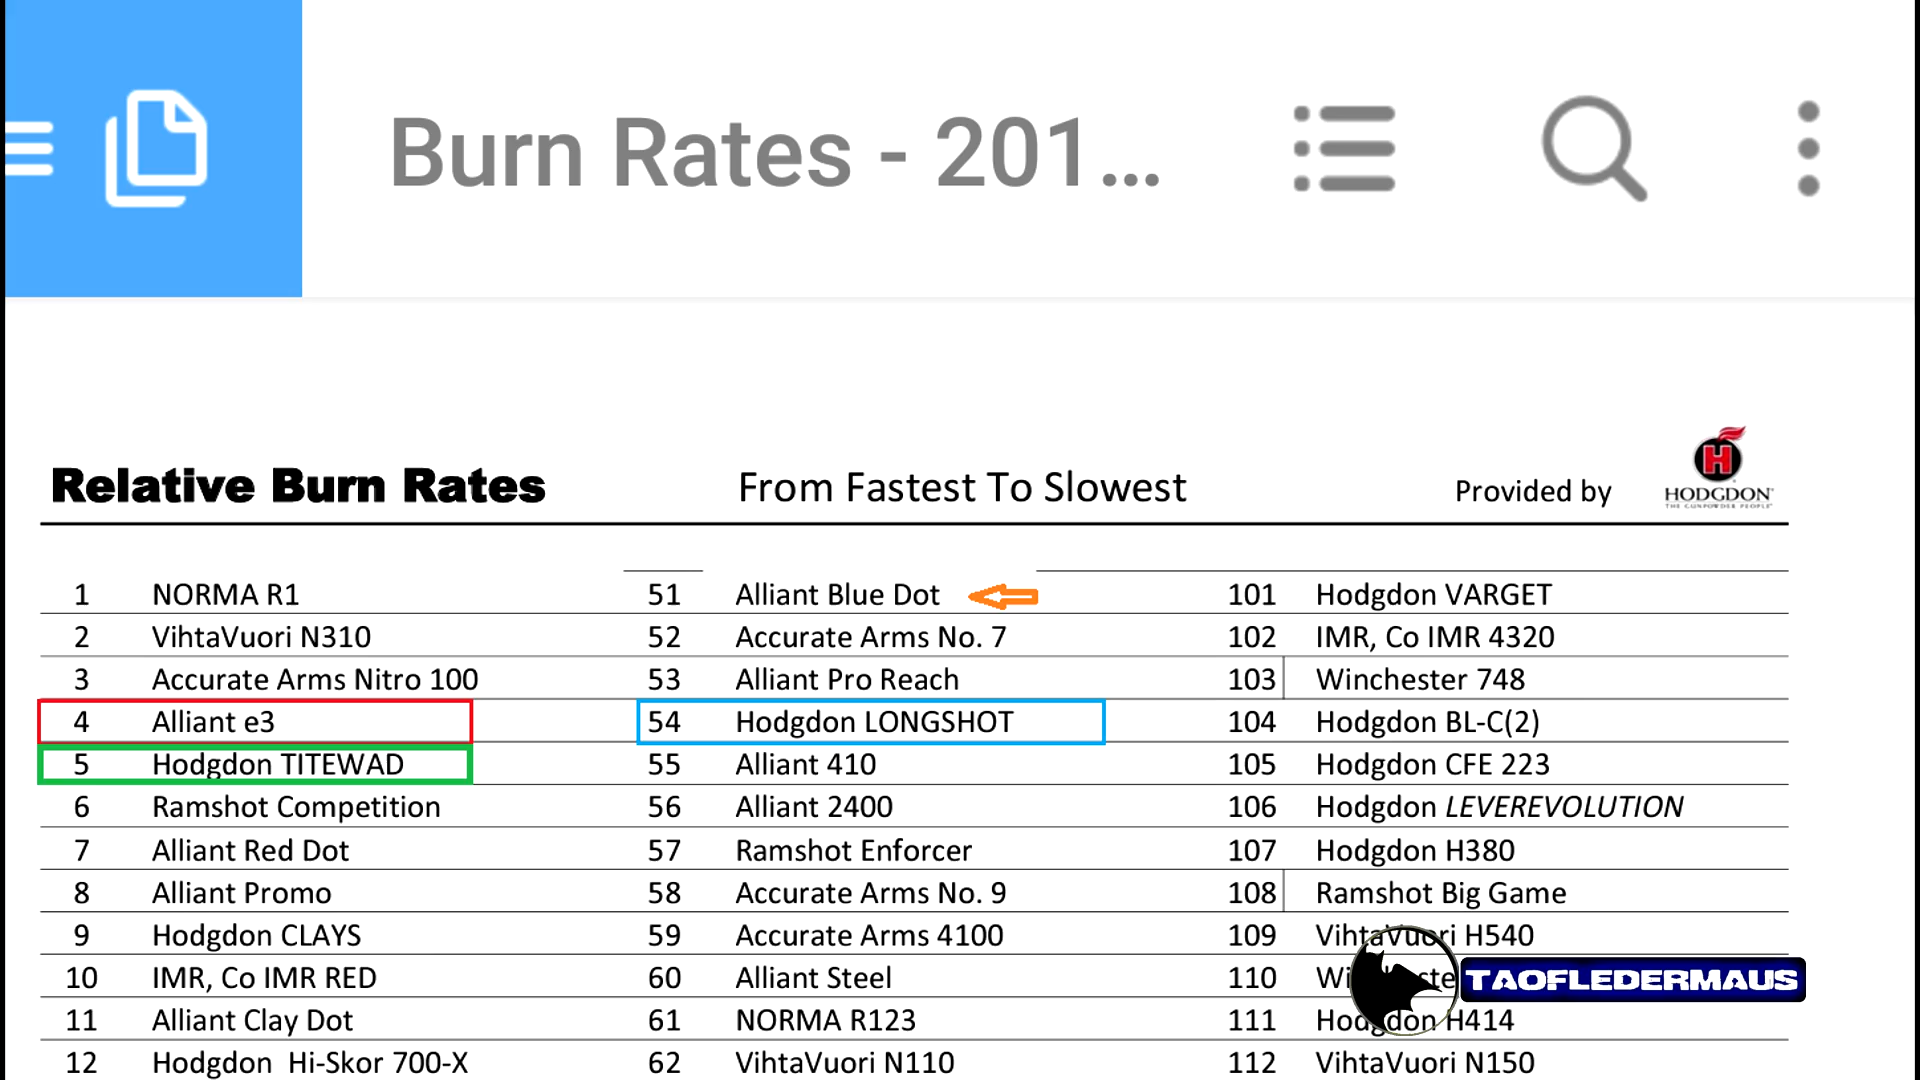 Burn Rates - 201...
Relative Burn Rates From Fastest To Slowest Provided by
H
HODGDON
THE GUNPOWDER PEOPLE
1 NORMA R1 51 Alliant Blue Dot 101 Hodgdon VARGET
2 VihtaVuori N310 52 Accurate Arms No. 7 102 IMR, Co IMR 4320
3 Accurate Arms Nitro 100 53 Alliant Pro Reach 103 Winchester 748
4 Alliant e3 54 Hodgdon LONGSHOT 104 Hodgdon BL-C(2)
5 Hodgdon TITEWAD 55 Alliant 410 105 Hodgdon CFE 223
6 Ramshot Competition 56 Alliant 2400 106 Hodgdon LEVEREVOLUTION
7 Alliant Red Dot 57 Ramshot Enforcer 107 Hodgdon H380
8 Alliant Promo 58 Accurate Arms No. 9 108 Ramshot Big Game
9 Hodgdon CLAYS 59 Accurate Arms 4100 109 VihtaVuori H540
10 IMR, Co IMR RED 60 Alliant Steel 110
TAOFLEDERMAUS
11 Alliant Clay Dot 61 NORMA R123 111 Hodgdon H414
12 Hodgdon Hi-Skor 700-X 62 VihtaVuori N110 112 VihtaVuori N150